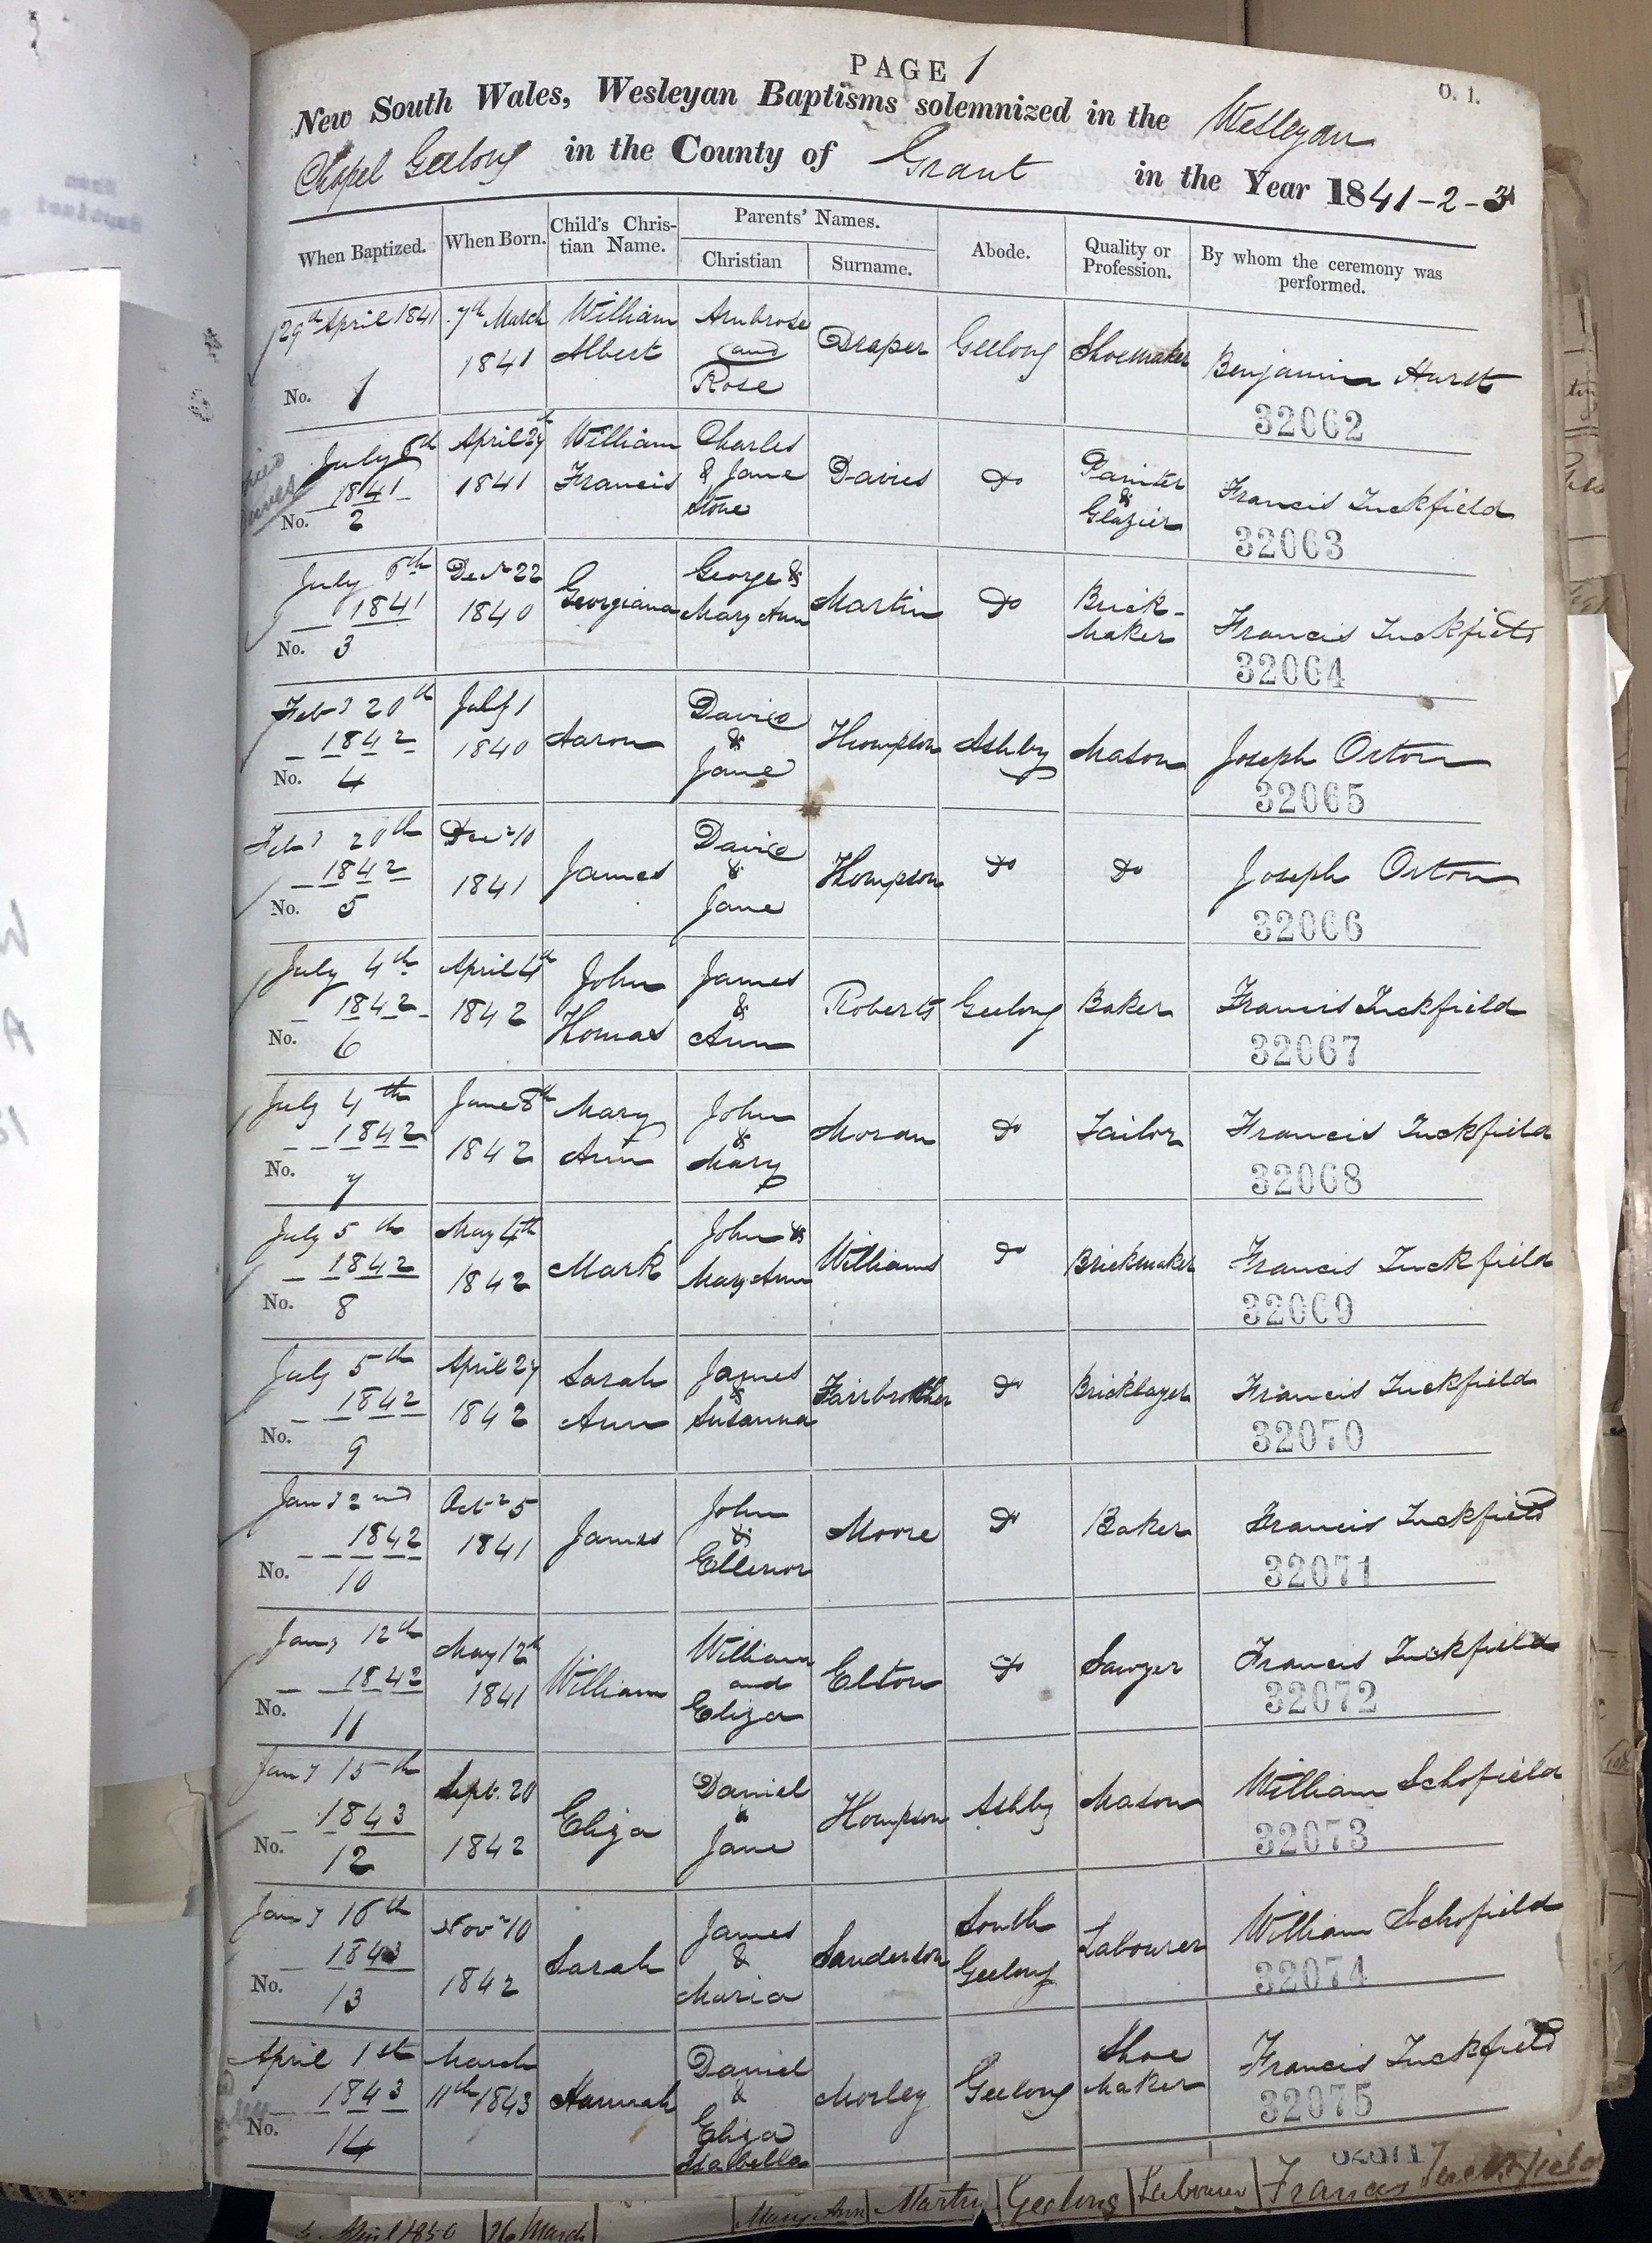 PAGE 1
O. 1.
New South Wales, Wesleyan Baptisms solemnized in the Wesleyan
Chapel Geelong in the County of Grant in the Year 1841-2-3
When Baptized. When Born. Child's Christian Name. Parents' Names. Christian Surname. Abode. Quality or Profession. By whom the ceremony was performed.
29th April 1841 7th March William Ambrose
1841 Albert and Draper Geelong Shoemaker Benjamin Hurst
No. 1 Rose 32062
July 6th April 27th William Charles
1841 1841 Francis & Jane Davies Do Painter & Glazier Francis Tuckfield
No. 2 Stone 32063
July 6th Decr 22 Georgiana George &
1841 1840 Mary Ann Martin Do Brick-maker Francis Tuckfield
No. 3 32064
Feby 20th July 1 David
1842 1840 Aaron & Thompson Ashby Mason Joseph Orton
No. 4 Jane 32065
Feby 20th Decr 10 David
1842 1841 James & Thompson Do Do Joseph Orton
No. 5 Jane 32066
July 4th April 4th John James
1842 1842 Thomas & Roberts Geelong Baker Francis Tuckfield
No. 6 Ann 32067
July 4th June 8th Mary John
1842 1842 Ann & Moran Do Tailor Francis Tuckfield
No. 7 Mary 32068
July 5th May 4th John &
1842 1842 Mark Mary Ann Williams Do Brickmaker Francis Tuckfield
No. 8 32069
July 5th April 27 Sarah James
1842 1842 Ann & Susanna Fairbrother Do Bricklayer Francis Tuckfield
No. 9 32070
Jany 2nd Octr 5 John
1842 1841 James & Moore Do Baker Francis Tuckfield
No. 10 Ellenor 32071
Jany 12th May 12th William
1842 1841 William and Elton Do Sawyer Francis Tuckfield
No. 11 Eliza 32072
Jany 15th Sept. 20 Daniel
1843 1842 Eliza & Thompson Ashby Mason William Schofield
No. 12 Jane 32073
Jany 16th Novr 10 James South
1843 1842 Sarah & Sanderson Geelong Labourer William Schofield
No. 13 Maria 32074
April 1st March Daniel Shoe
1843 11th 1843 Hannah & Morley Geelong Maker Francis Tuckfield
No. 14 Eliza Isabella 32075
April 1850 26 March Mary Ann Martin Geelong Labourer Francis Tuckfield